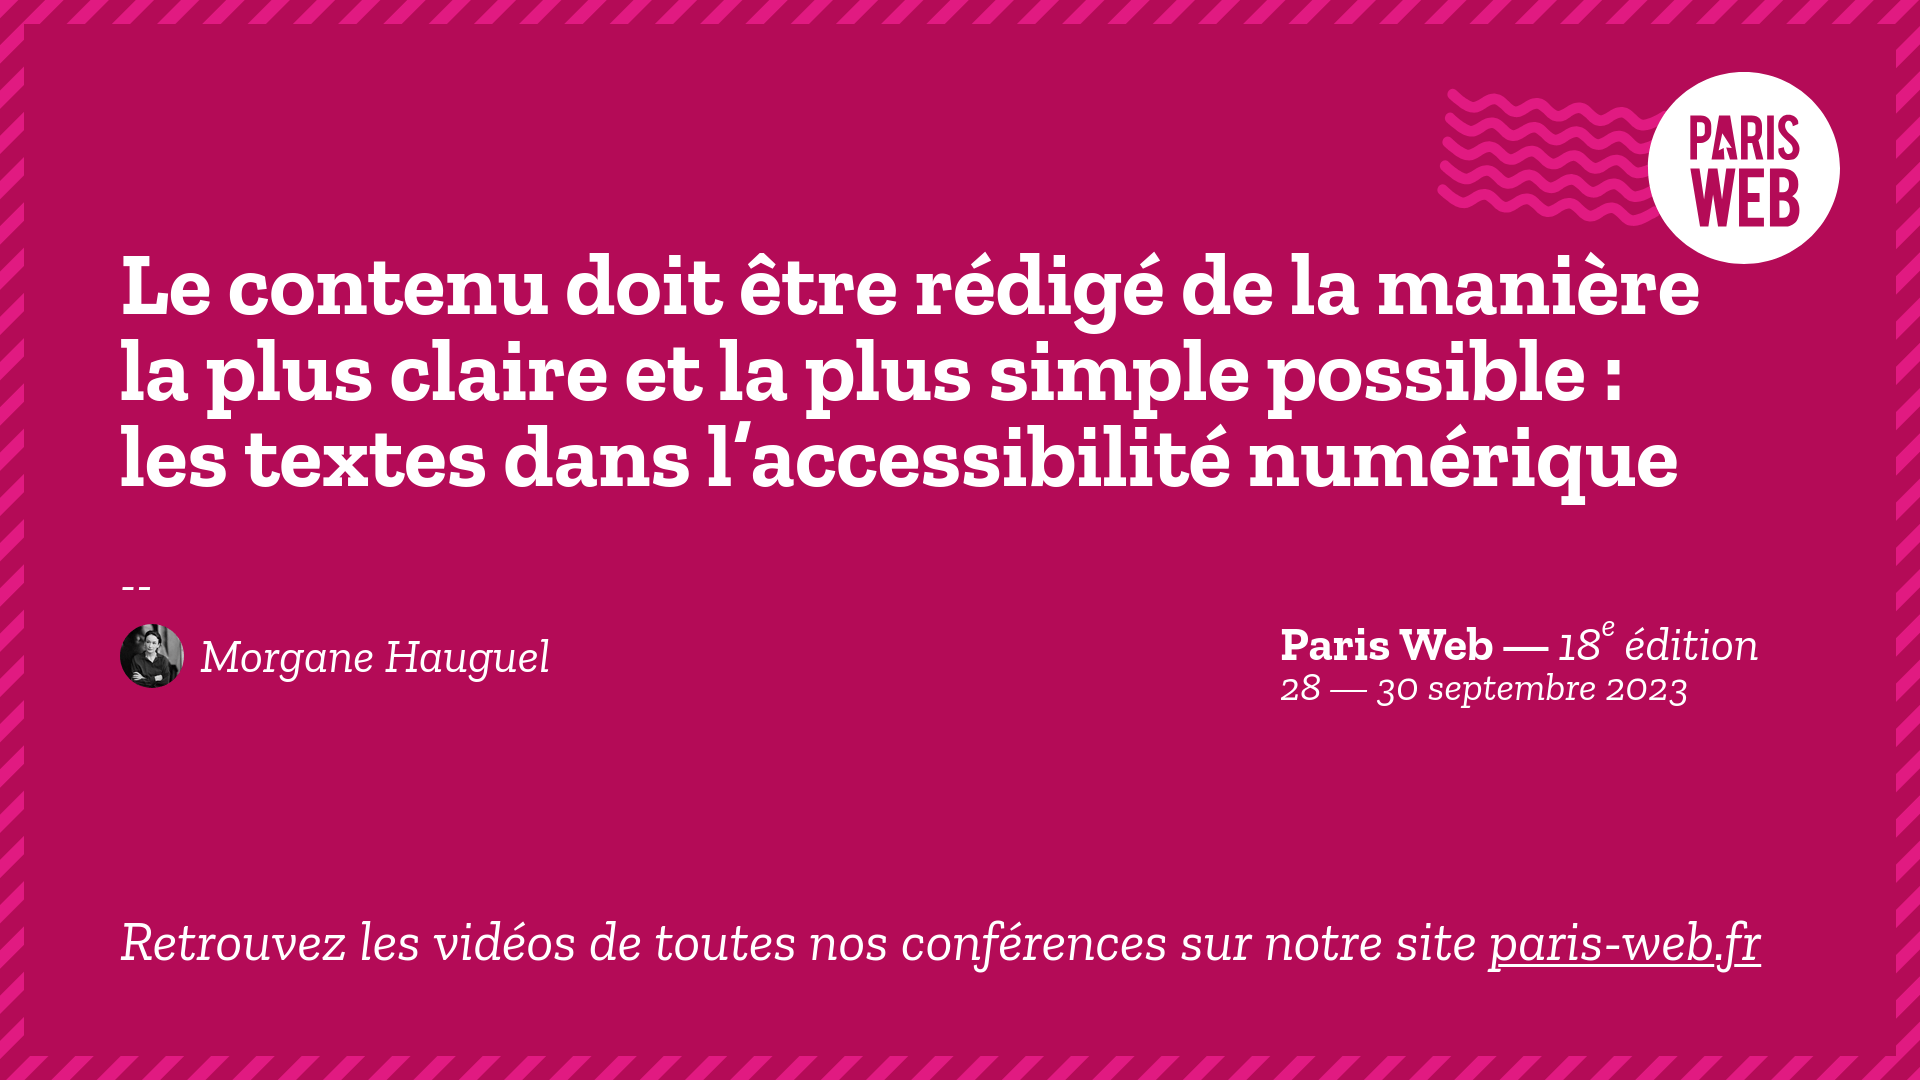 PARIS
WEB
Le contenu doit être rédigé de la manière
la plus claire et la plus simple possible :
les textes dans l’accessibilité numérique
--
Morgane Hauguel
Paris Web — 18e édition
28 — 30 septembre 2023
Retrouvez les vidéos de toutes nos conférences sur notre site paris-web.fr